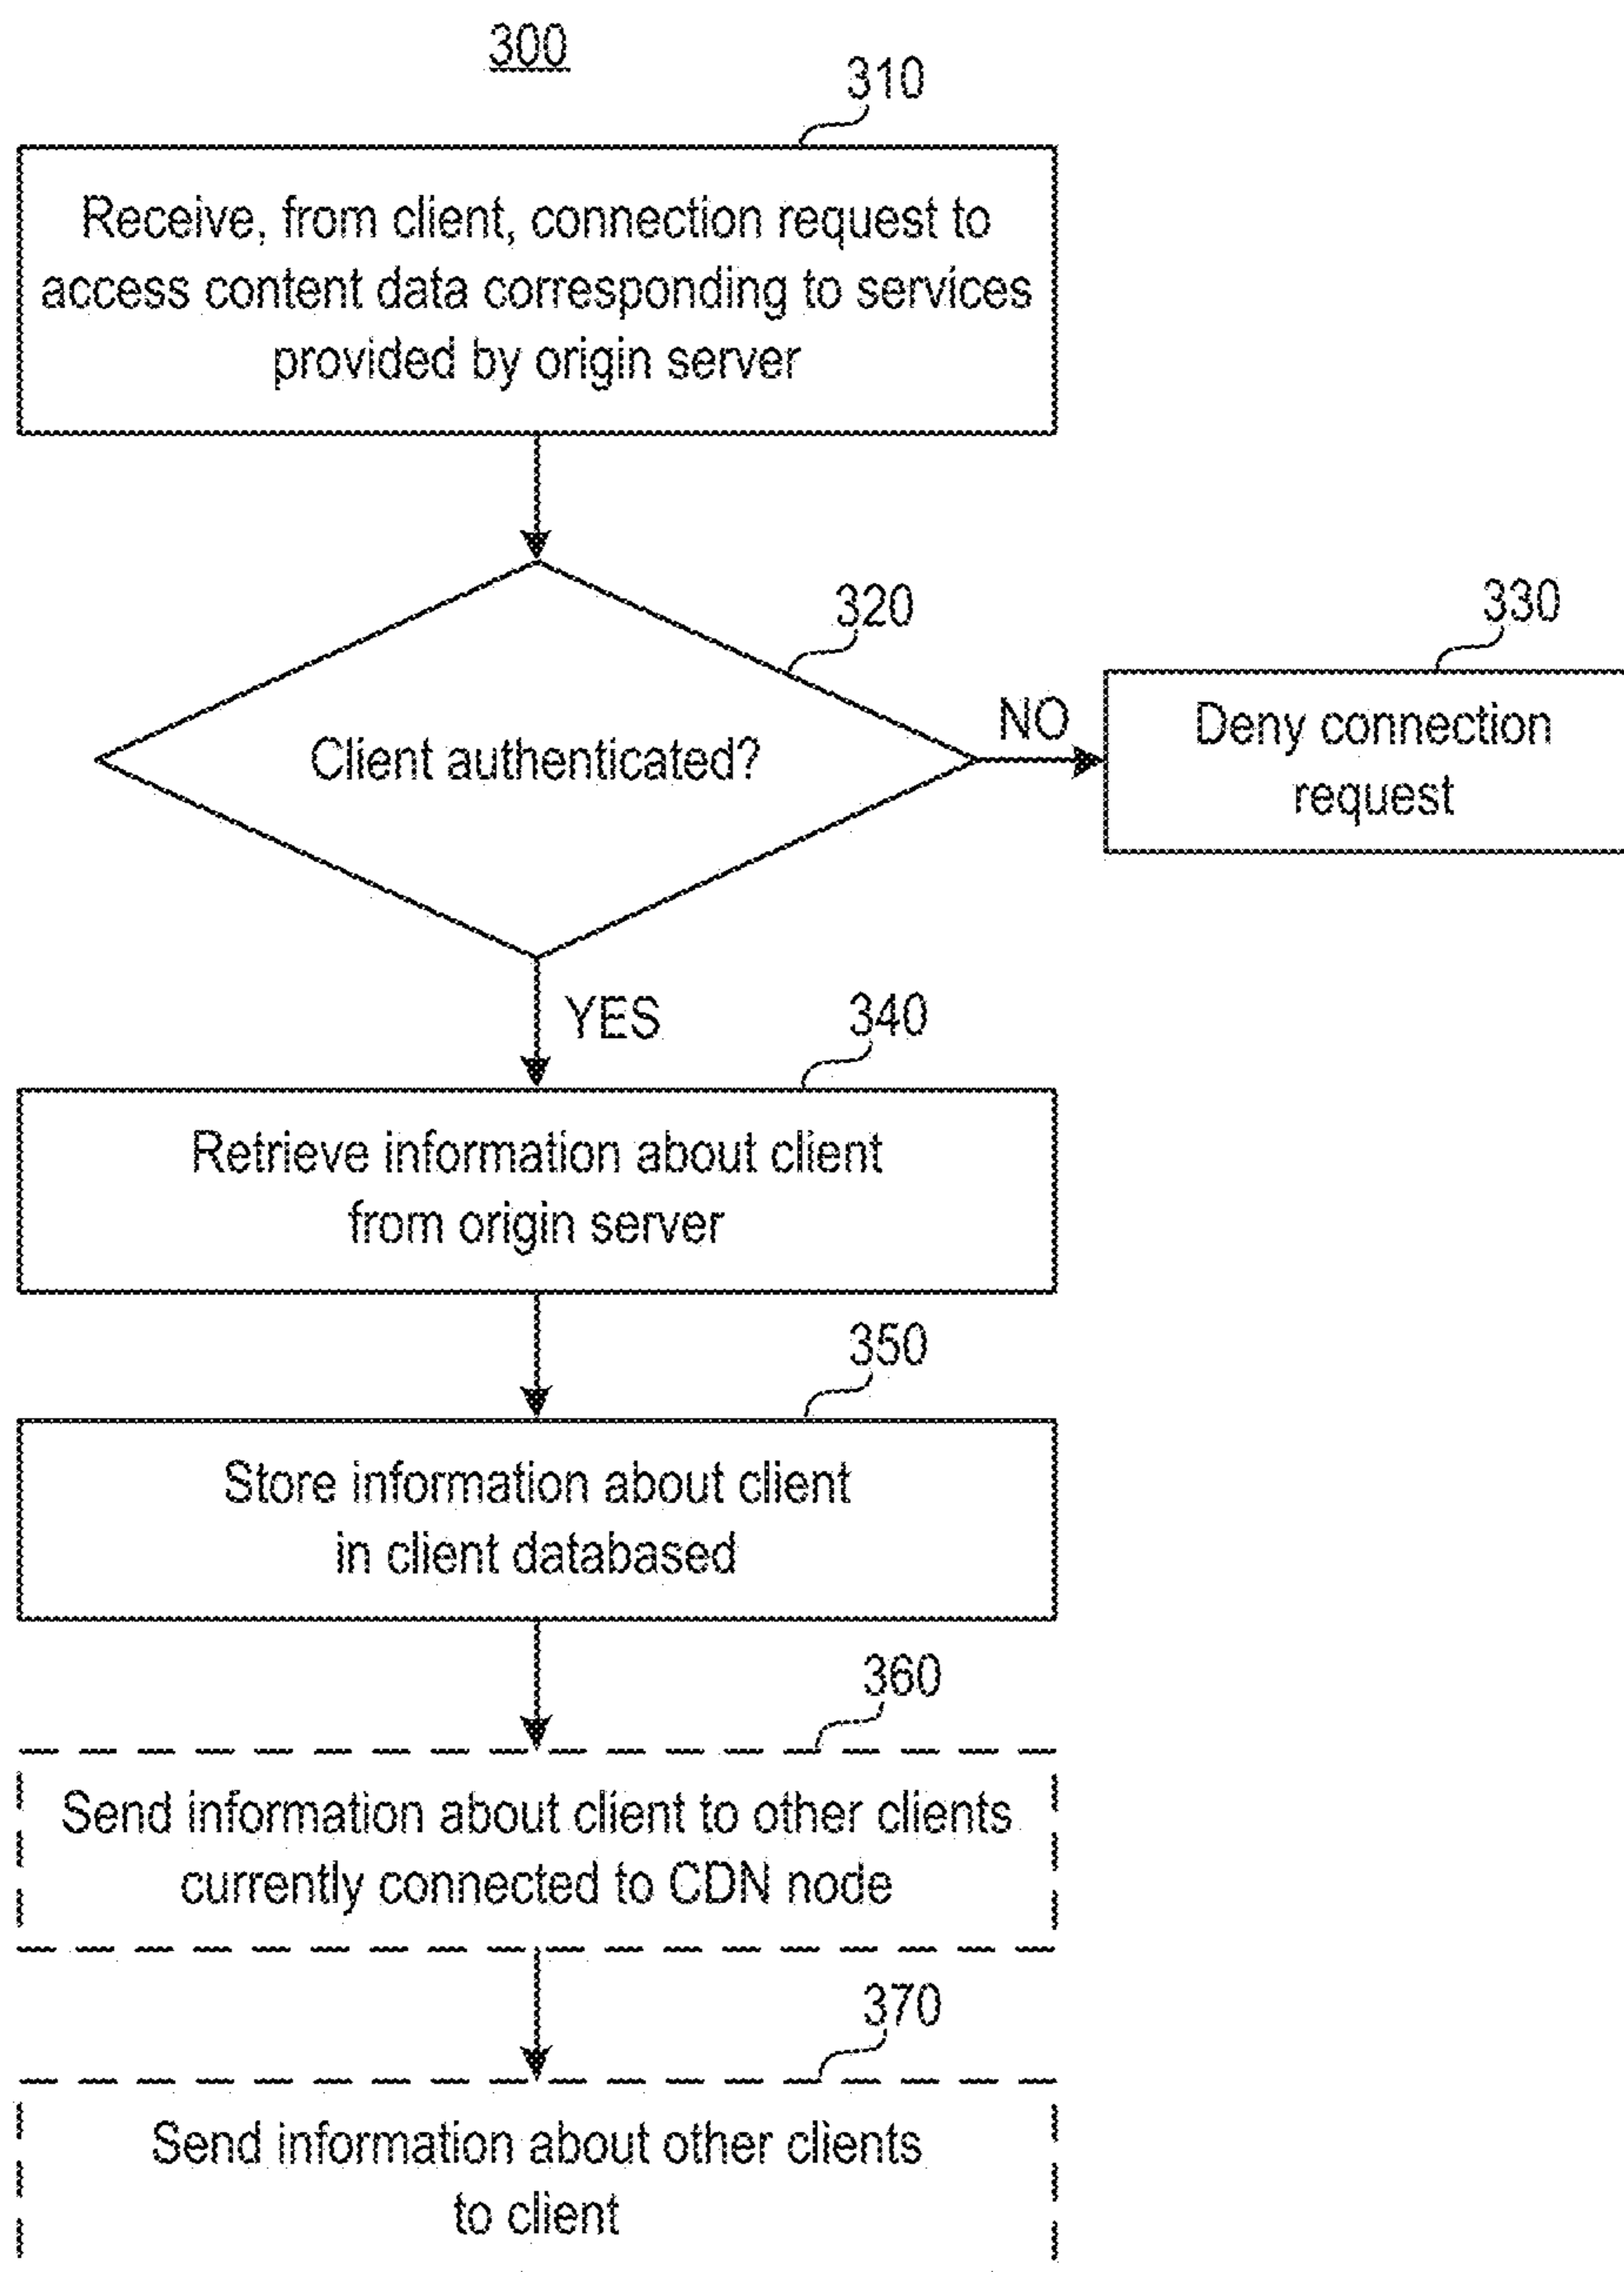 300
310
Receive, from client, connection request to
access content data corresponding to services
provided by origin server
320
Client authenticated?
NO
330
Deny connection
request
YES
340
Retrieve information about client
from origin server
350
Store information about client
in client databased
360
Send information about client to other clients
currently connected to CDN node
370
Send information about other clients
to client